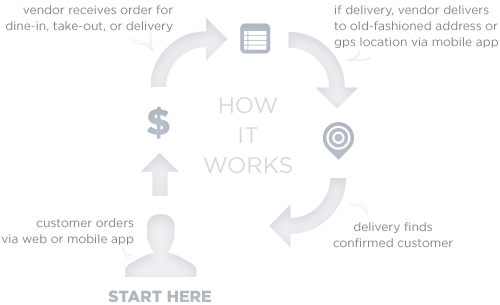 vendor receives order for
dine-in, take-out, or delivery
if delivery, vendor delivers
to old-fashioned address or
gps location via mobile app
$
HOW
IT
WORKS
customer orders
via web or mobile app
delivery finds
confirmed customer
START HERE